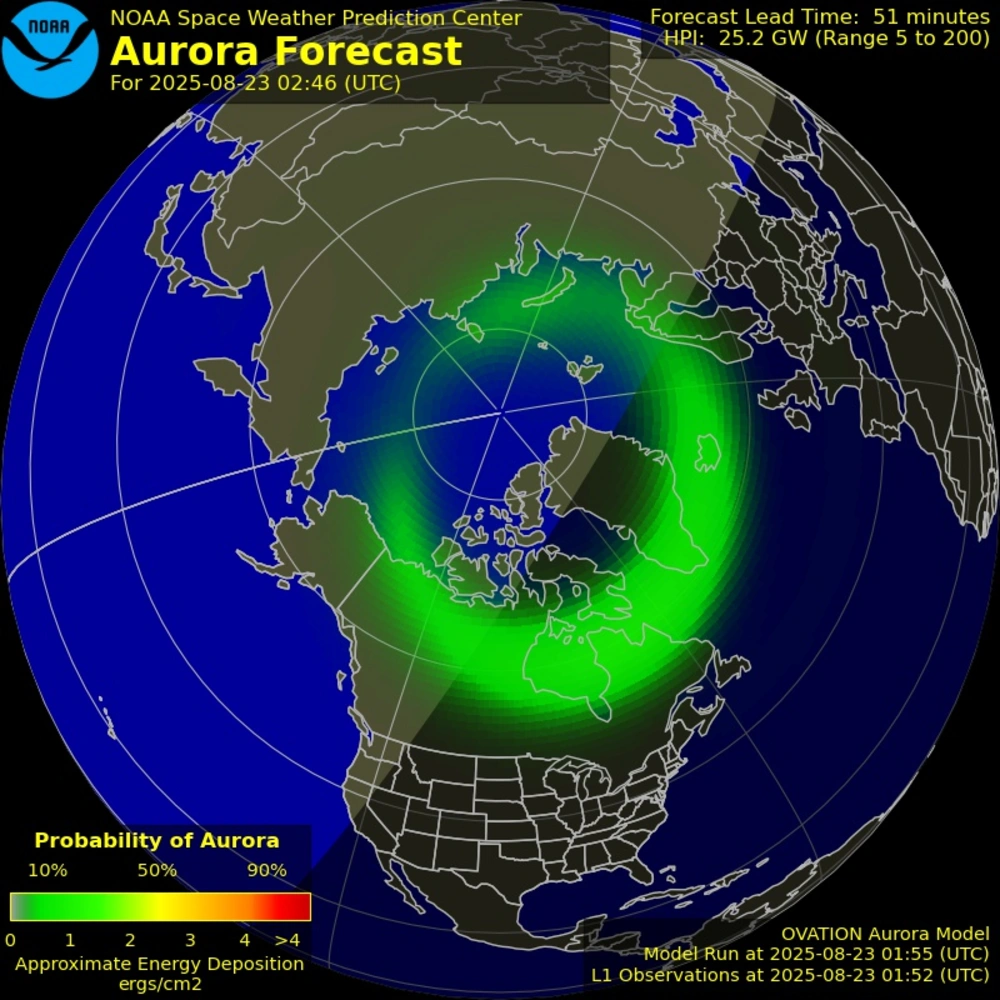 NOAA
NOAA Space Weather Prediction Center
Aurora Forecast
For 2025-08-23 02:46 (UTC)
Forecast Lead Time: 51 minutes
HPI: 25.2 GW (Range 5 to 200)
Probability of Aurora
10% 50% 90%
0 1 2 3 4 >4
Approximate Energy Deposition
ergs/cm2
OVATION Aurora Model
Model Run at 2025-08-23 01:55 (UTC)
L1 Observations at 2025-08-23 01:52 (UTC)